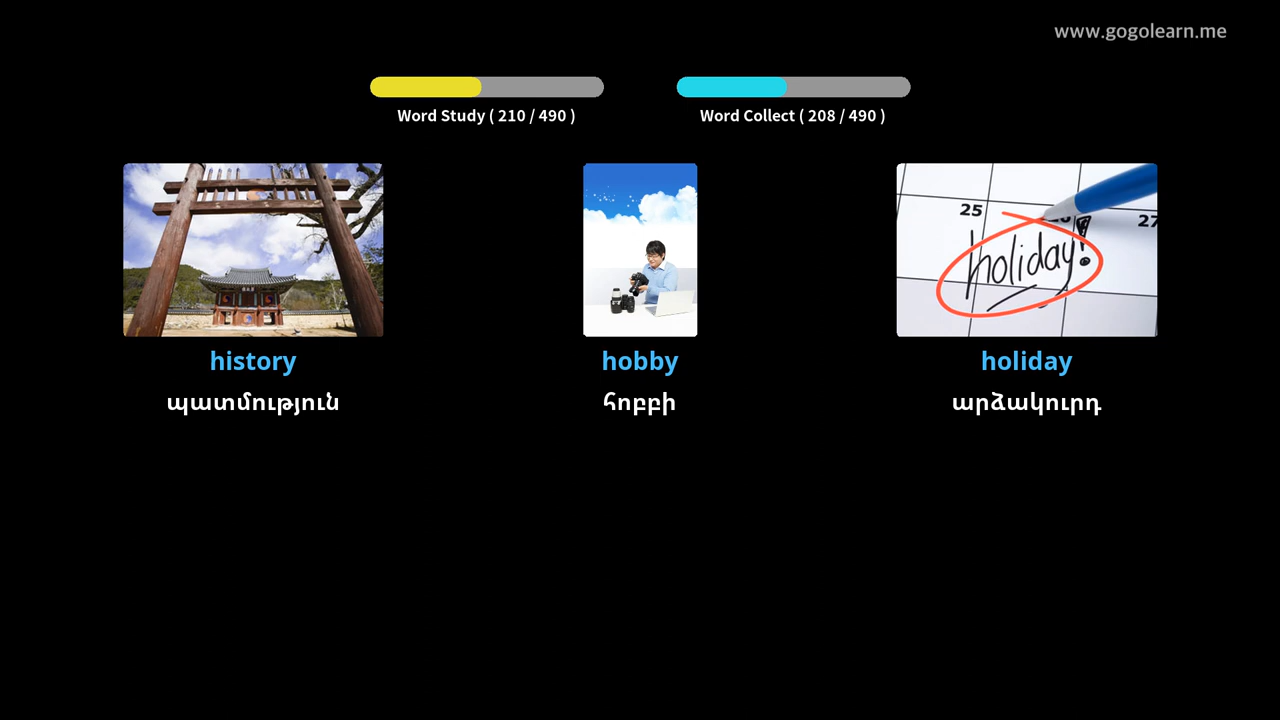 www.gogolearn.me
Word Study ( 210 / 490 )
Word Collect ( 208 / 490 )
25
27
holiday!
history
hobby
holiday
պատմություն
հոբբի
արձակուրդ